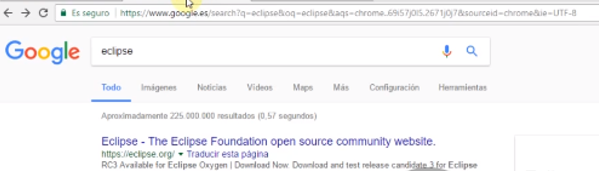 Es seguro | https://www.google.es/search?q=eclipse&oq=eclipse&aqs=chrome..69i57j0l5.2671j0j7&sourceid=chrome&ie=UTF-8
Google eclipse
Todo Imágenes Noticias Vídeos Maps Más Configuración Herramientas
Aproximadamente 225.000.000 resultados (0,57 segundos)
Eclipse - The Eclipse Foundation open source community website.
https://eclipse.org/ ▾ Traducir esta página
RC3 Available for Eclipse Oxygen | Download Now. Download and test release candidate 3 for Eclipse